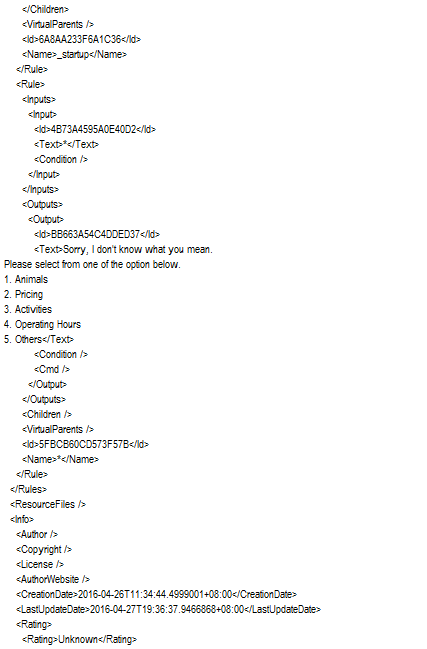 </Children>
<VirtualParents />
<Id>6A8AA233F6A1C36</Id>
<Name>_startup</Name>
</Rule>
<Rule>
<Inputs>
<Input>
<Id>4B73A4595A0E40D2</Id>
<Text>*</Text>
<Condition />
</Input>
</Inputs>
<Outputs>
<Output>
<Id>BB663A54C4DDED37</Id>
<Text>Sorry, I don't know what you mean.
Please select from one of the option below.
1. Animals
2. Pricing
3. Activities
4. Operating Hours
5. Others</Text>
<Condition />
<Cmd />
</Output>
</Outputs>
<Children />
<VirtualParents />
<Id>5FBCB60CD573F57B</Id>
<Name>*</Name>
</Rule>
</Rules>
<ResourceFiles />
<Info>
<Author />
<Copyright />
<License />
<AuthorWebsite />
<CreationDate>2016-04-26T11:34:44.4999001+08:00</CreationDate>
<LastUpdateDate>2016-04-27T19:36:37.9466868+08:00</LastUpdateDate>
<Rating>
<Rating>Unknown</Rating>